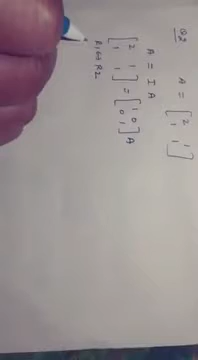 Q2
A = [2 1
1 1]
A = I A
[2 1
1 1] = [1 0
0 1] A
R1 ↔ R2